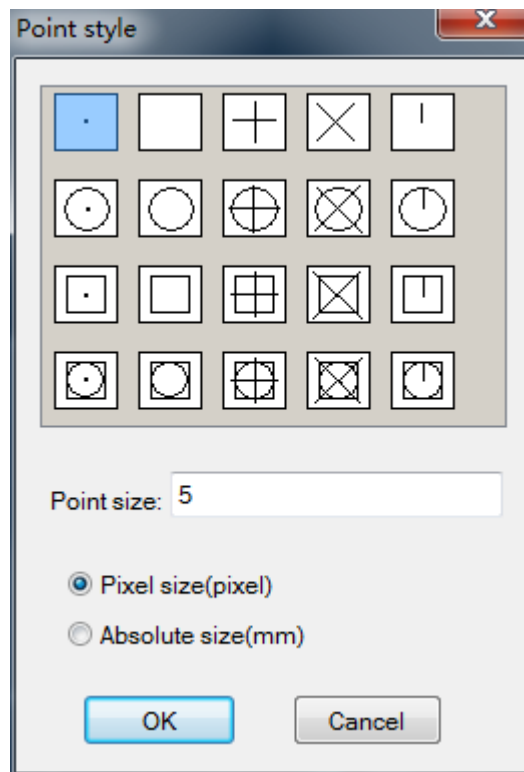 Point style
Point size: 5
Pixel size(pixel)
Absolute size(mm)
OK Cancel